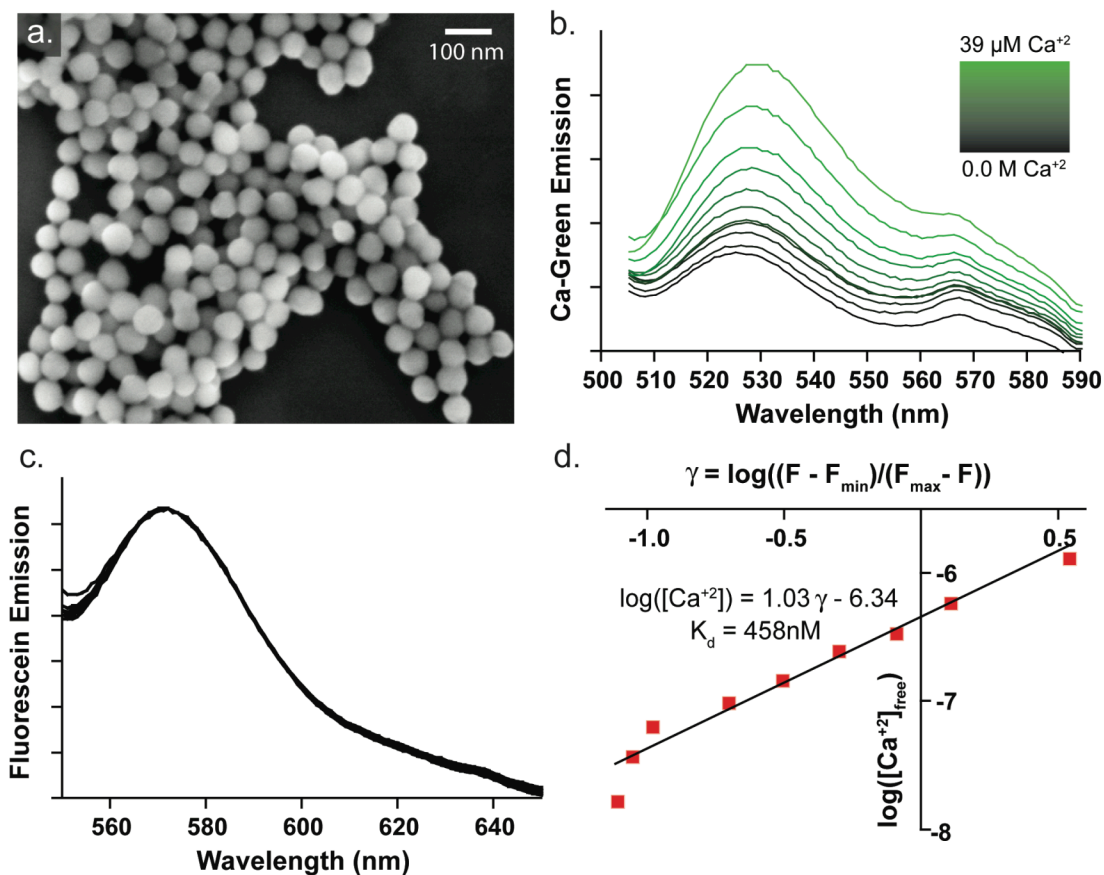 a.
100 nm
b.
39 µM Ca⁺²
0.0 M Ca⁺²
Ca-Green Emission
500 510 520 530 540 550 560 570 580 590
Wavelength (nm)
c.
Fluorescein Emission
560 580 600 620 640
Wavelength (nm)
d.
γ = log((F - Fₘᵢₙ)/(Fₘₐₓ- F))
-1.0 -0.5 0.5
log([Ca⁺²]) = 1.03 γ - 6.34
K_d = 458nM
-6
-7
-8
log([Ca⁺²]_free)